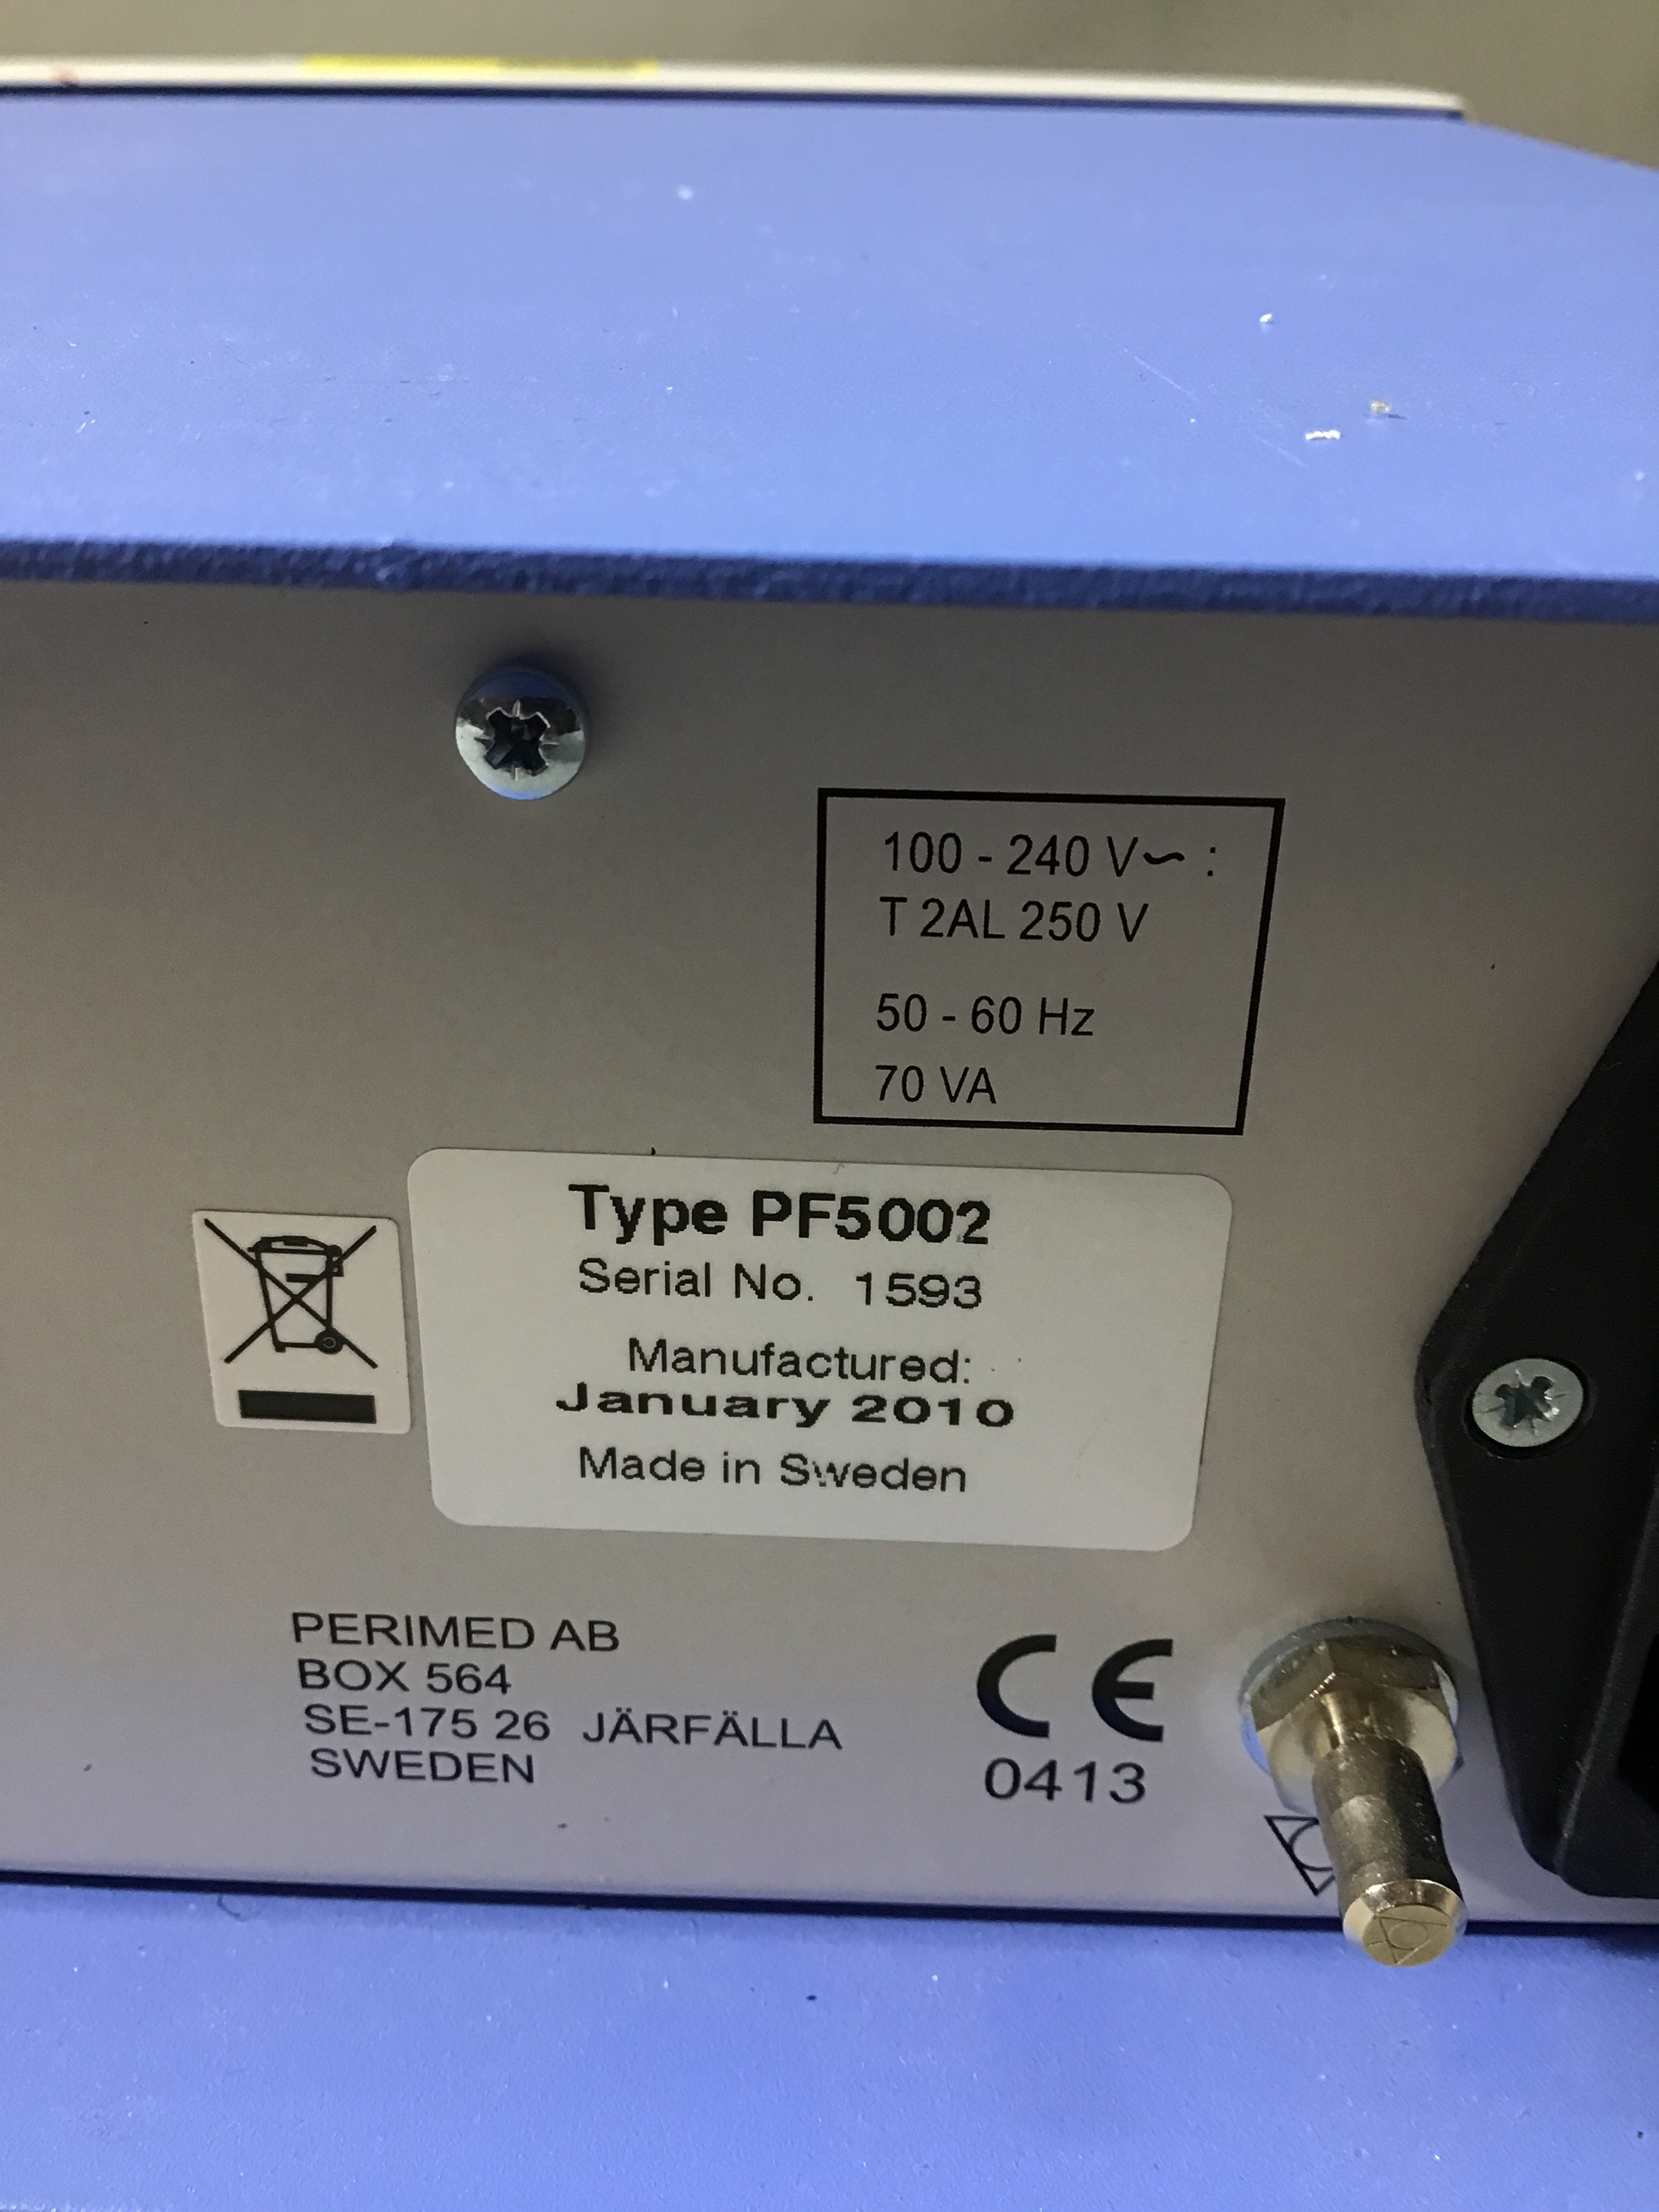 100 - 240 V~ :
T 2AL 250 V
50 - 60 Hz
70 VA
Type PF5002
Serial No. 1593
Manufactured:
January 2010
Made in Sweden
PERIMED AB
BOX 564
SE-175 26 JÄRFÄLLA
SWEDEN
CE
0413